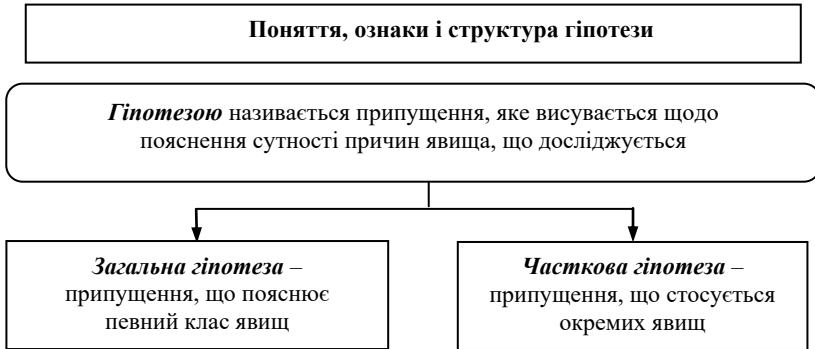 Поняття, ознаки і структура гіпотези
Гіпотезою називається припущення, яке висувається щодо
пояснення сутності причин явища, що досліджується
Загальна гіпотеза –
припущення, що пояснює
певний клас явищ
Часткова гіпотеза –
припущення, що стосується
окремих явищ